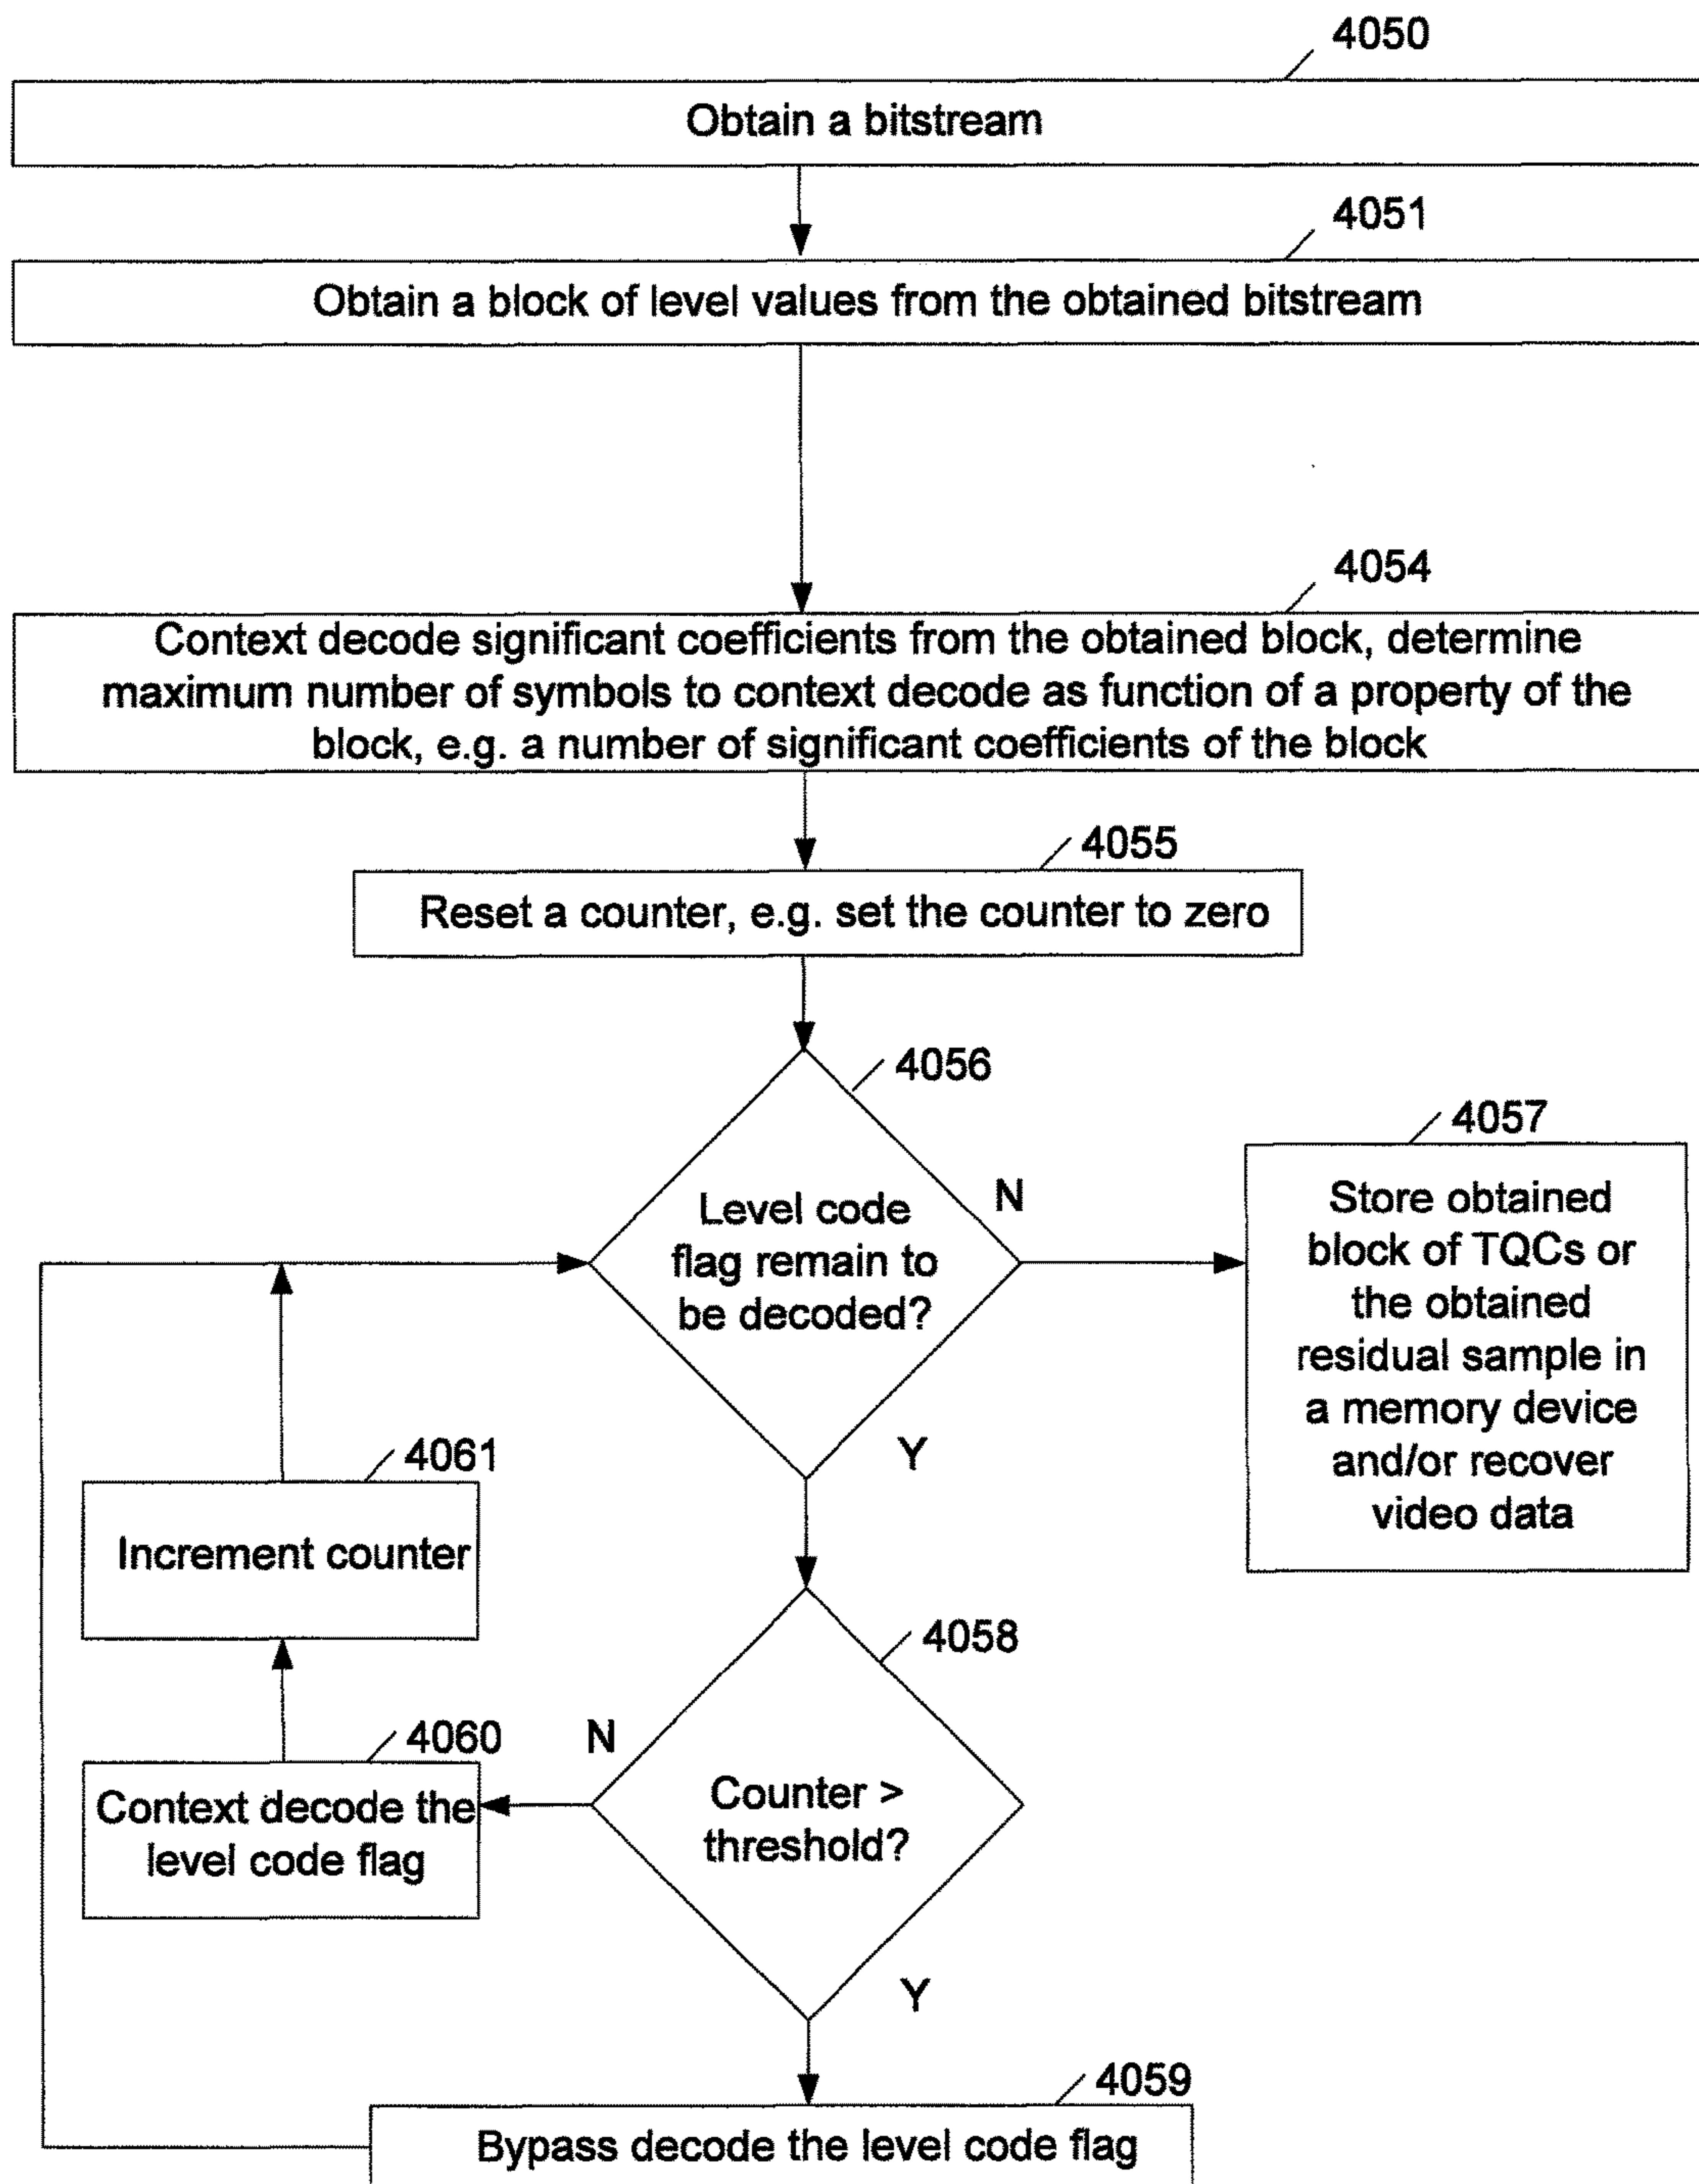 4050
Obtain a bitstream
4051
Obtain a block of level values from the obtained bitstream
4054
Context decode significant coefficients from the obtained block, determine
maximum number of symbols to context decode as function of a property of the
block, e.g. a number of significant coefficients of the block
4055
Reset a counter, e.g. set the counter to zero
4056
Level code
flag remain to
be decoded?
N
Y
4057
Store obtained
block of TQCs or
the obtained
residual sample in
a memory device
and/or recover
video data
4061
Increment counter
4058
Counter >
threshold?
N
Y
4060
Context decode the
level code flag
4059
Bypass decode the level code flag